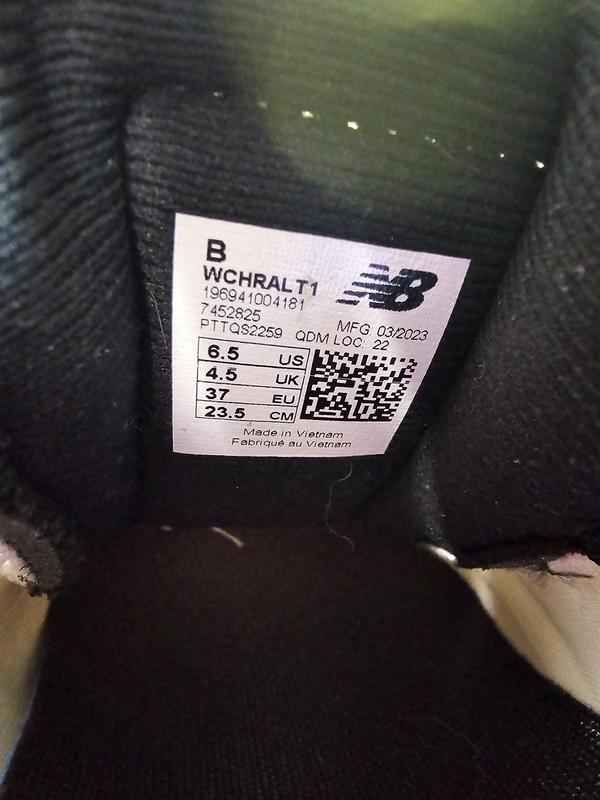 B
WCHRALT1
NB
196941004181
7452825
MFG: 03/2023
PTTQS2259 QDM LOC: 22
6.5 US
4.5 UK
37 EU
23.5 CM
Made in Vietnam
Fabriqué au Vietnam